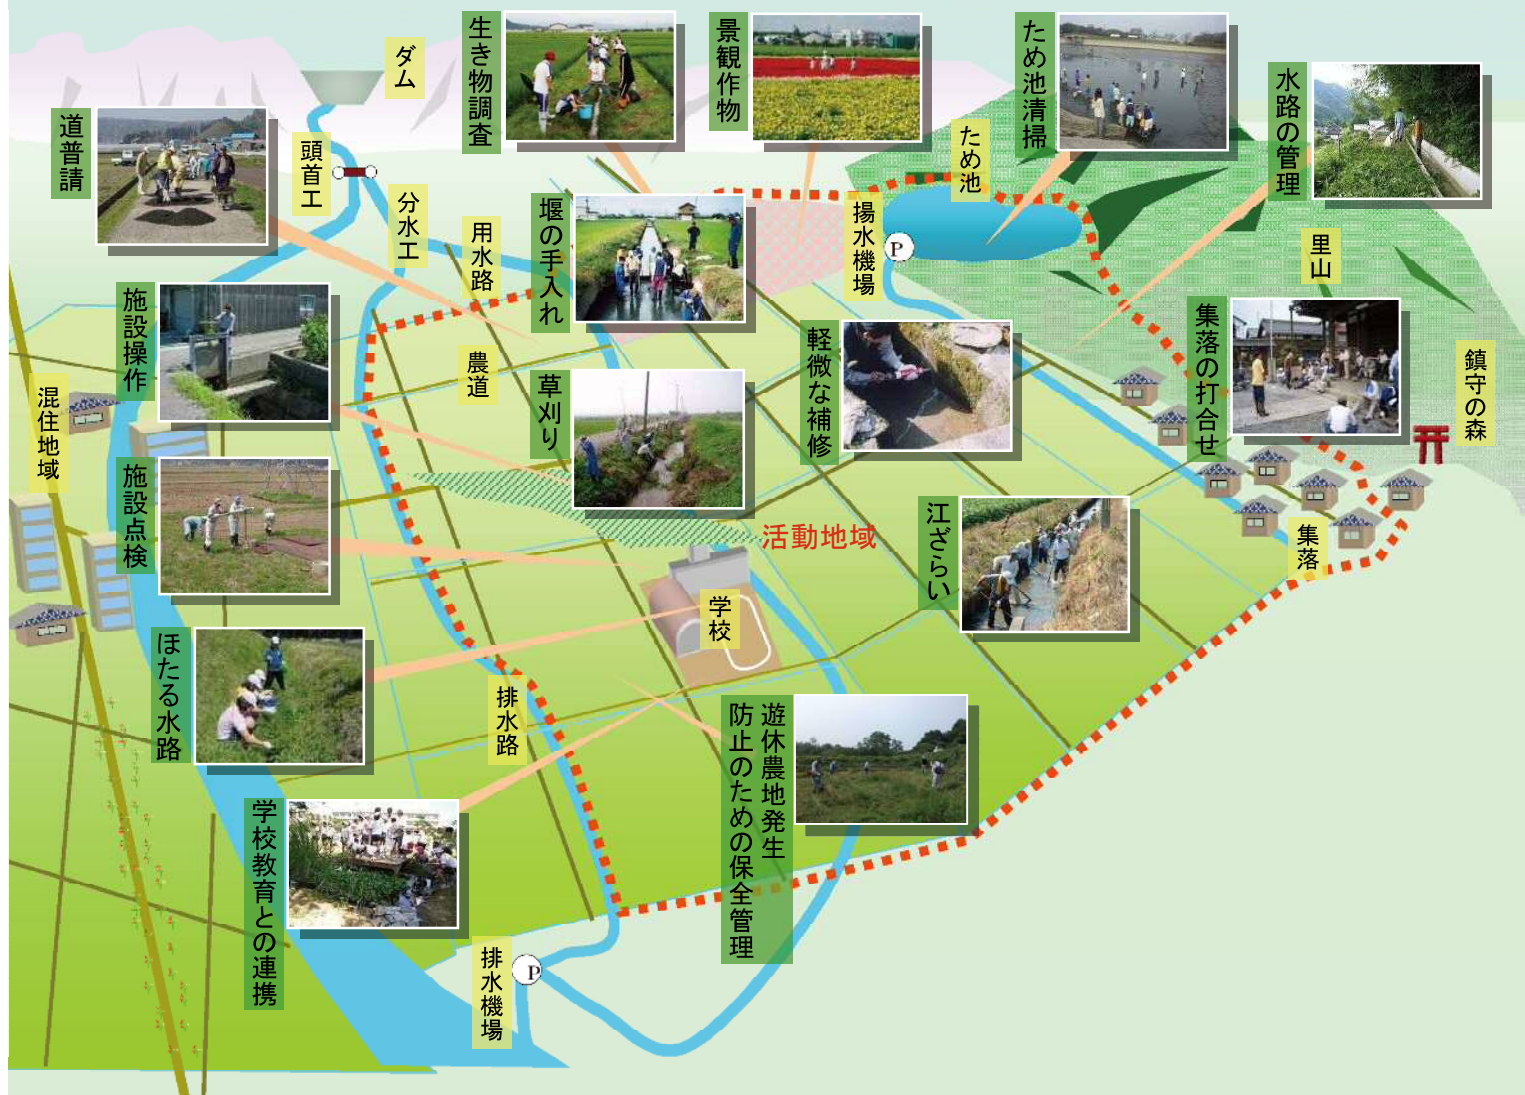 ダム
生き物調査
景観作物
ため池清掃
水路の管理
道普請
頭首工
分水工
用水路
堰の手入れ
揚水機場
ため池
P
里山
施設操作
農道
草刈り
軽微な補修
集落の打合せ
鎮守の森
混住地域
施設点検
活動地域
江ざらい
集落
学校
ほたる水路
排水路
遊休農地発生
防止のための保全管理
学校教育との連携
排水機場
P